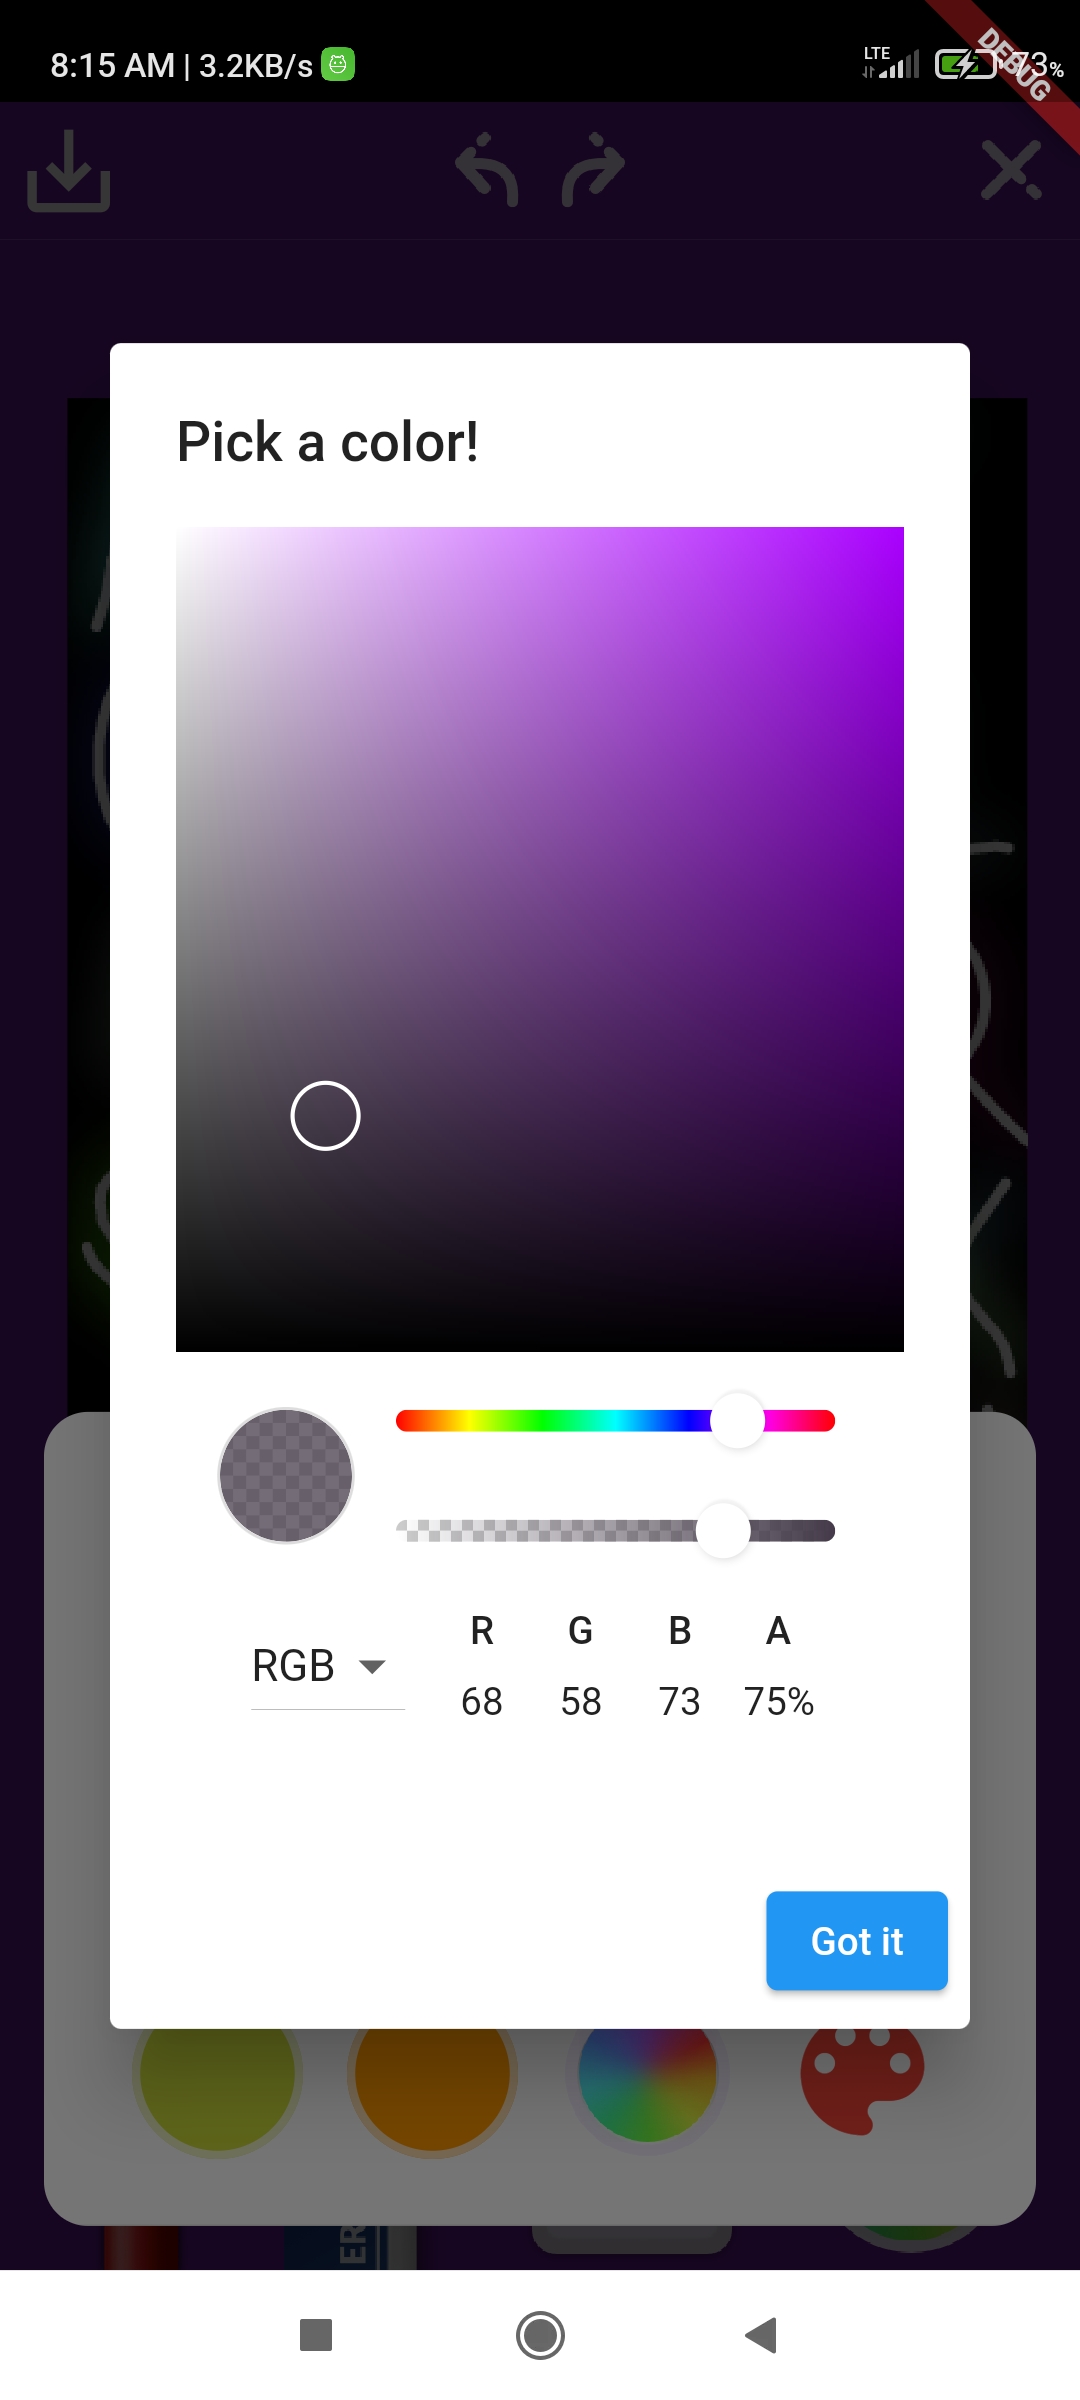 8:15 AM | 3.2KB/s
LTE
73%
DEBUG
Pick a color!
R G B A
RGB
68 58 73 75%
Got it
ER